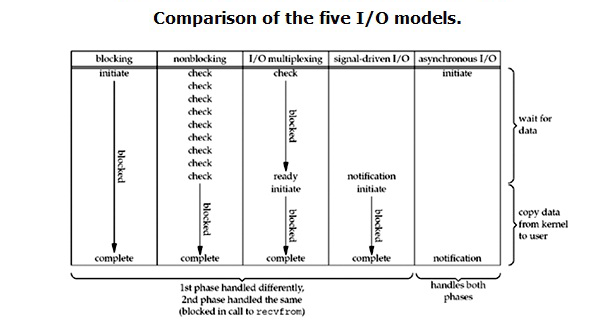 Comparison of the five I/O models.
blocking nonblocking I/O multiplexing signal-driven I/O asynchronous I/O
initiate check check initiate
check
check
check
check
check
check
check
check ready notification
initiate initiate
blocked
blocked
blocked
blocked
blocked
complete complete complete complete notification
wait for
data
copy data
from kernel
to user
1st phase handled differently,
2nd phase handled the same
(blocked in call to recvfrom)
handles both
phases